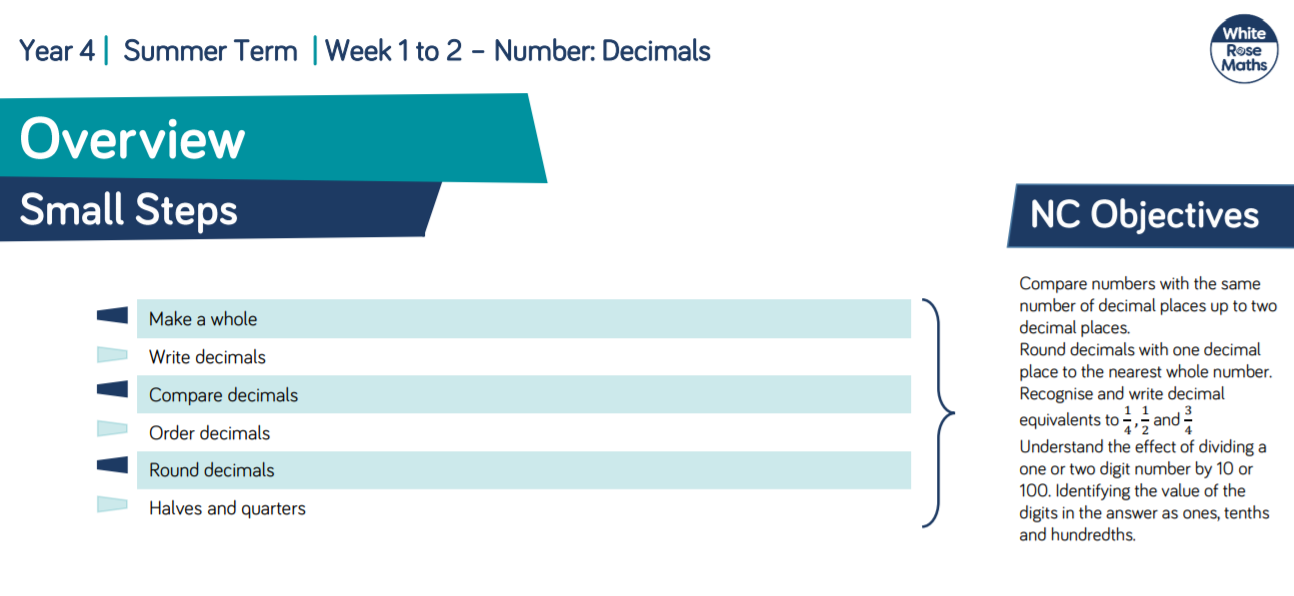 Year 4 | Summer Term | Week 1 to 2 – Number: Decimals
White
Rose
Maths
Overview
Small Steps
NC Objectives
Make a whole
Write decimals
Compare decimals
Order decimals
Round decimals
Halves and quarters
Compare numbers with the same
number of decimal places up to two
decimal places.
Round decimals with one decimal
place to the nearest whole number.
Recognise and write decimal
equivalents to 1/4, 1/2 and 3/4
Understand the effect of dividing a
one or two digit number by 10 or
100. Identifying the value of the
digits in the answer as ones, tenths
and hundredths.